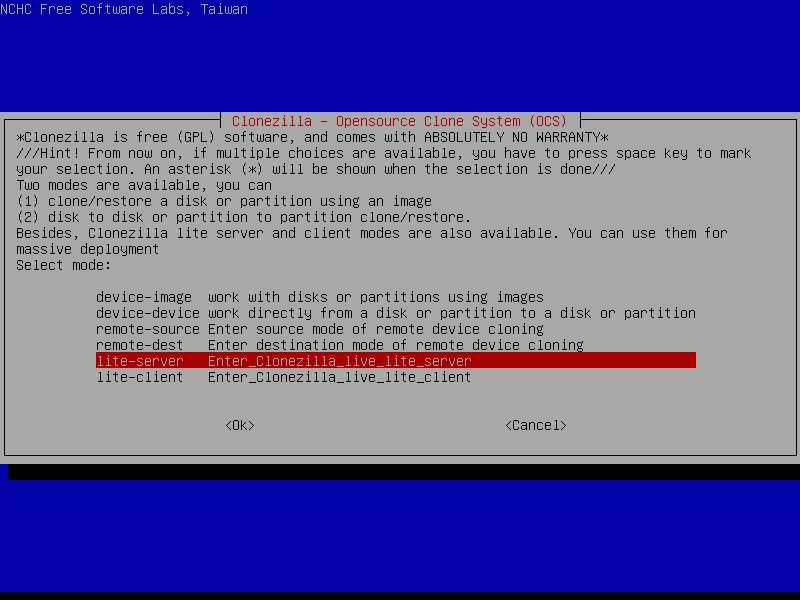 NCHC Free Software Labs, Taiwan
Clonezilla - Opensource Clone System (OCS)
*Clonezilla is free (GPL) software, and comes with ABSOLUTELY NO WARRANTY*
///Hint! From now on, if multiple choices are available, you have to press space key to mark
your selection. An asterisk (*) will be shown when the selection is done///
Two modes are available, you can
(1) clone/restore a disk or partition using an image
(2) disk to disk or partition to partition clone/restore.
Besides, Clonezilla lite server and client modes are also available. You can use them for
massive deployment
Select mode:
device-image  work with disks or partitions using images
device-device work directly from a disk or partition to a disk or partition
remote-source Enter source mode of remote device cloning
remote-dest   Enter destination mode of remote device cloning
lite-server   Enter_Clonezilla_live_lite_server
lite-client   Enter_Clonezilla_live_lite_client
<Ok> <Cancel>